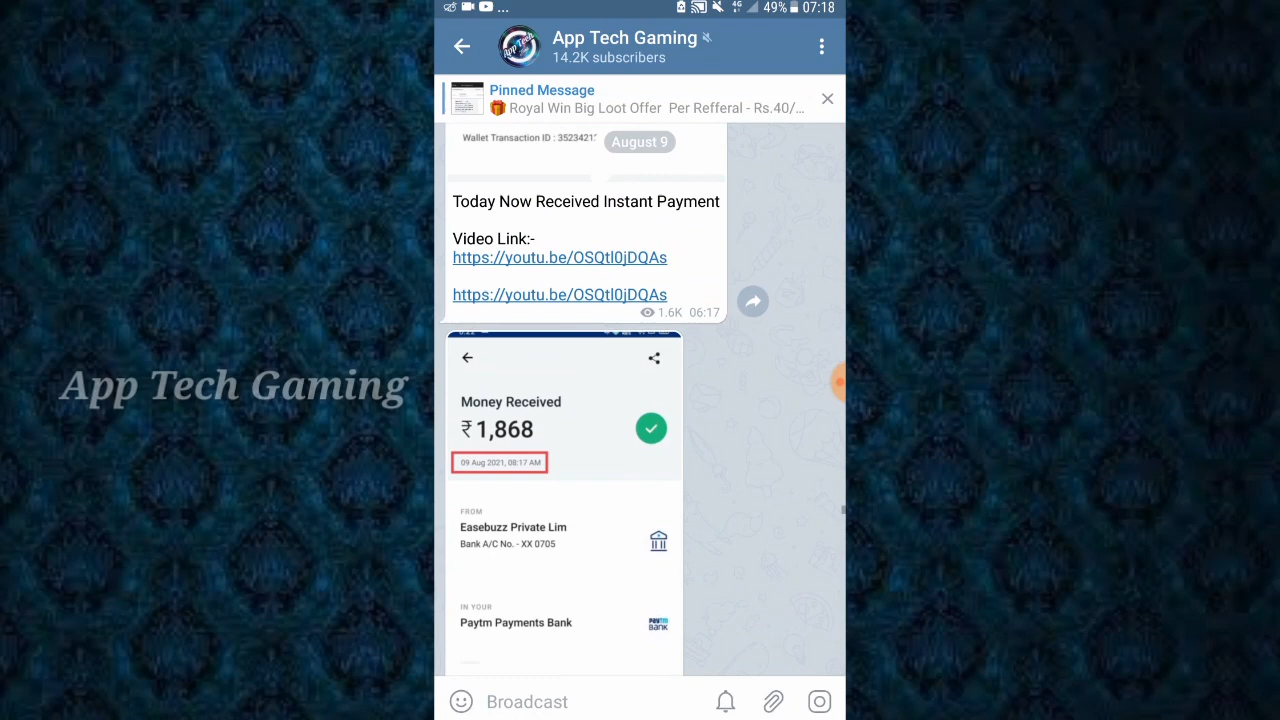 ... 4G 49% 07:18
App Tech Gaming
14.2K subscribers
Pinned Message
🎁 Royal Win Big Loot Offer Per Refferal - Rs.40/...
Wallet Transaction ID : 3523421
August 9
Today Now Received Instant Payment
Video Link:-
https://youtu.be/OSQtl0jDQAs
https://youtu.be/OSQtl0jDQAs
1.6K 06:17
App Tech Gaming
Money Received
₹1,868
09 Aug 2021, 08:17 AM
FROM
Easebuzz Private Lim
Bank A/C No. - XX 0705
IN YOUR
Paytm Payments Bank
paytm BANK
Broadcast